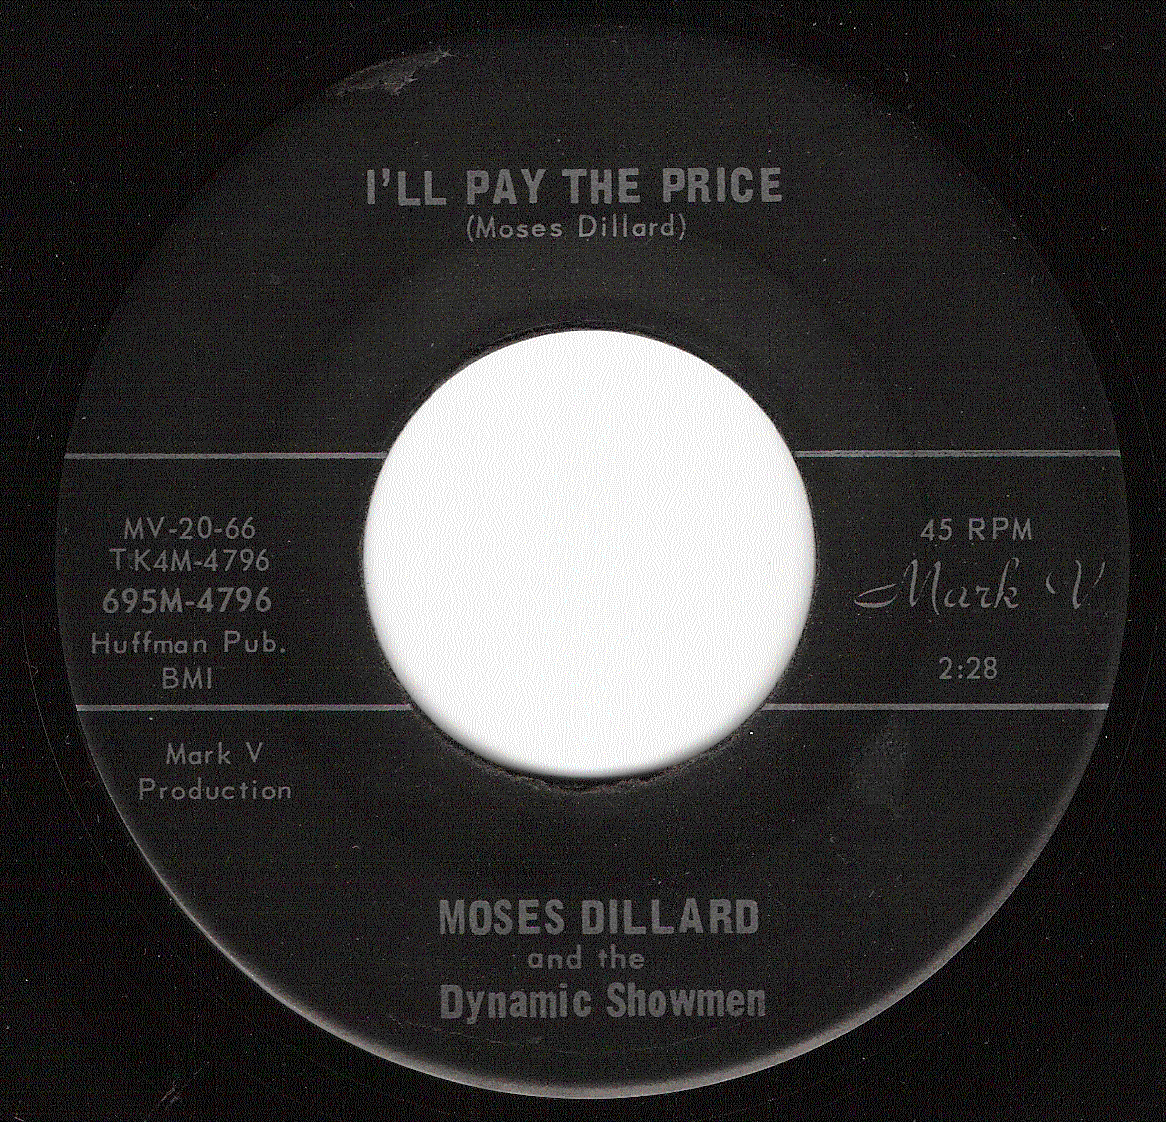 I'LL PAY THE PRICE
(Moses Dillard)
MV-20-66
TK4M-4796
695M-4796
Huffman Pub.
BMI
45 RPM
Mark V
2:28
Mark V
Production
MOSES DILLARD
and the
Dynamic Showmen